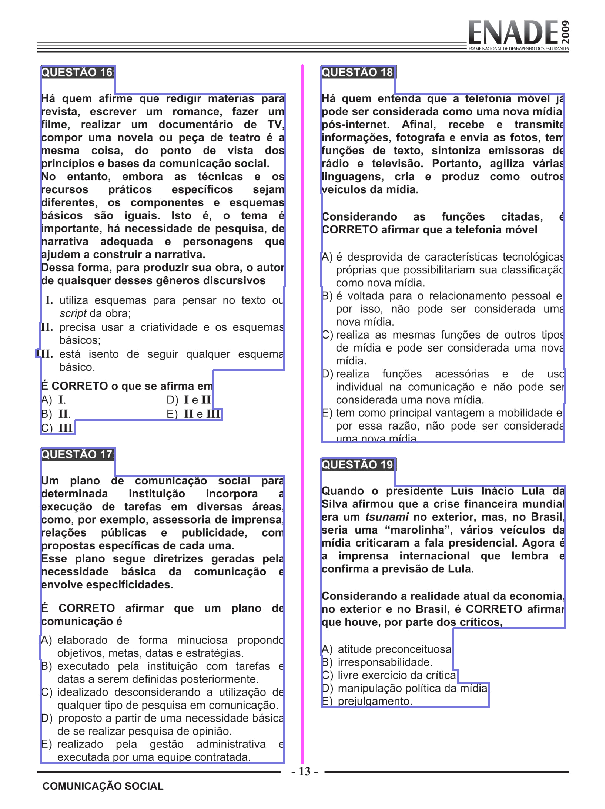 ENADE 2009
EXAME NACIONAL DE DESEMPENHO DOS ESTUDANTES
QUESTÃO 16
Há quem afirme que redigir matérias para
revista, escrever um romance, fazer um
filme, realizar um documentário de TV,
compor uma novela ou peça de teatro é a
mesma coisa, do ponto de vista dos
princípios e bases da comunicação social.
No entanto, embora as técnicas e os
recursos práticos específicos sejam
diferentes, os componentes e esquemas
básicos são iguais. Isto é, o tema é
importante, há necessidade de pesquisa, de
narrativa adequada e personagens que
ajudem a construir a narrativa.
Dessa forma, para produzir sua obra, o autor
de quaisquer desses gêneros discursivos
I. utiliza esquemas para pensar no texto ou
script da obra;
II. precisa usar a criatividade e os esquemas
básicos;
III. está isento de seguir qualquer esquema
básico.
É CORRETO o que se afirma em
A) I. D) I e II
B) II. E) II e III
C) III
QUESTÃO 17
Um plano de comunicação social para
determinada instituição incorpora a
execução de tarefas em diversas áreas,
como, por exemplo, assessoria de imprensa,
relações públicas e publicidade, com
propostas específicas de cada uma.
Esse plano segue diretrizes geradas pela
necessidade básica da comunicação e
envolve especificidades.
É CORRETO afirmar que um plano de
comunicação é
A) elaborado de forma minuciosa propondo
objetivos, metas, datas e estratégias.
B) executado pela instituição com tarefas e
datas a serem definidas posteriormente.
C) idealizado desconsiderando a utilização de
qualquer tipo de pesquisa em comunicação.
D) proposto a partir de uma necessidade básica
de se realizar pesquisa de opinião.
E) realizado pela gestão administrativa e
executada por uma equipe contratada.
QUESTÃO 18
Há quem entenda que a telefonia móvel já
pode ser considerada como uma nova mídia
pós-internet. Afinal, recebe e transmite
informações, fotografa e envia as fotos, tem
funções de texto, sintoniza emissoras de
rádio e televisão. Portanto, agiliza várias
linguagens, cria e produz como outros
veículos da mídia.
Considerando as funções citadas, é
CORRETO afirmar que a telefonia móvel
A) é desprovida de características tecnológicas
próprias que possibilitariam sua classificação
como nova mídia.
B) é voltada para o relacionamento pessoal e,
por isso, não pode ser considerada uma
nova mídia.
C) realiza as mesmas funções de outros tipos
de mídia e pode ser considerada uma nova
mídia.
D) realiza funções acessórias e de uso
individual na comunicação e não pode ser
considerada uma nova mídia.
E) tem como principal vantagem a mobilidade e,
por essa razão, não pode ser considerada
uma nova mídia.
QUESTÃO 19
Quando o presidente Luis Inácio Lula da
Silva afirmou que a crise financeira mundial
era um tsunami no exterior, mas, no Brasil,
seria uma “marolinha”, vários veículos da
mídia criticaram a fala presidencial. Agora é
a imprensa internacional que lembra e
confirma a previsão de Lula.
Considerando a realidade atual da economia,
no exterior e no Brasil, é CORRETO afirmar
que houve, por parte dos críticos,
A) atitude preconceituosa
B) irresponsabilidade.
C) livre exercício da crítica
D) manipulação política da mídia
E) prejulgamento.
- 13 -
COMUNICAÇÃO SOCIAL